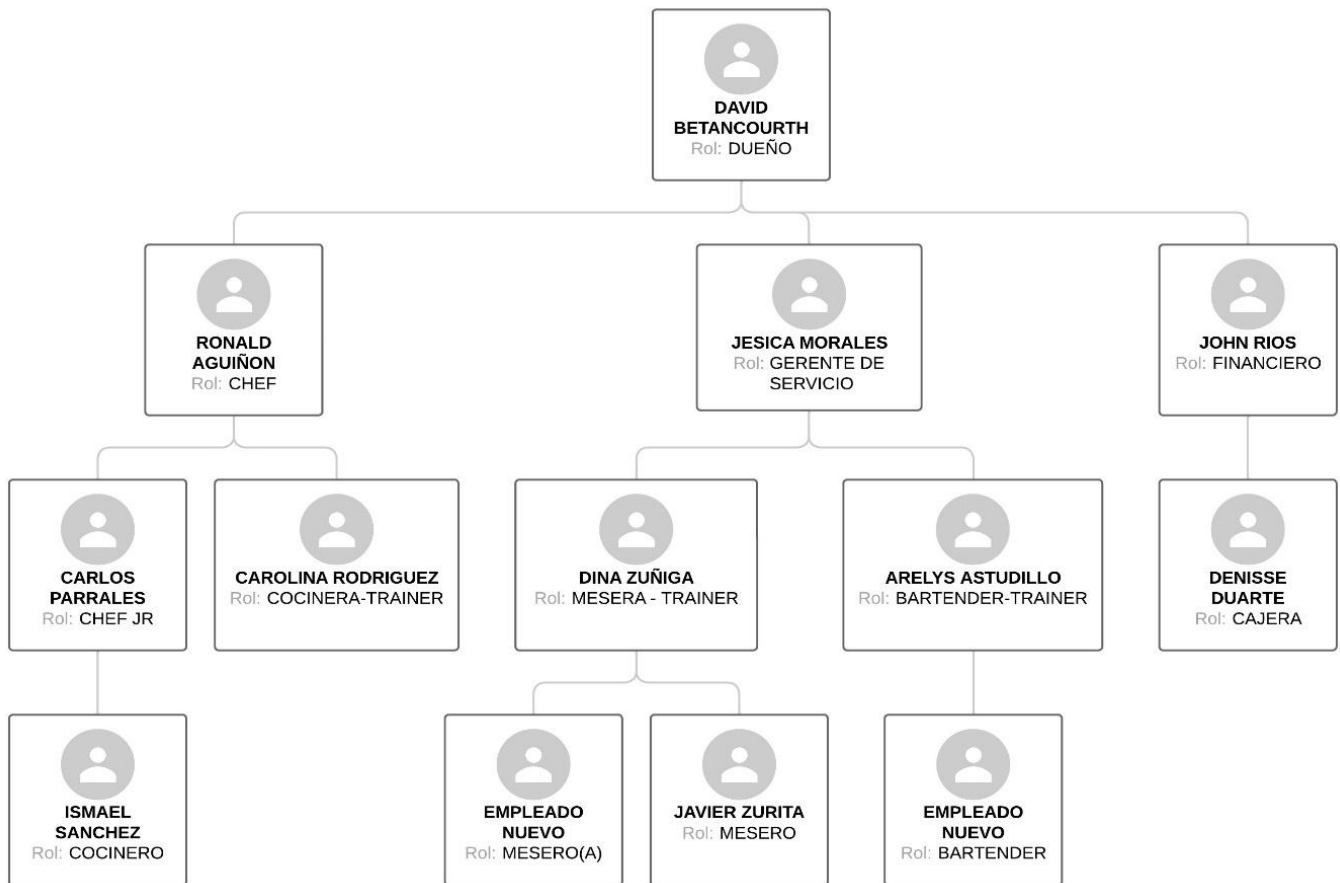 DAVID
BETANCOURTH
Rol: DUEÑO
RONALD
AGUIÑON
Rol: CHEF
JESICA MORALES
Rol: GERENTE DE
SERVICIO
JOHN RIOS
Rol: FINANCIERO
CARLOS
PARRALES
Rol: CHEF JR
CAROLINA RODRIGUEZ
Rol: COCINERA-TRAINER
DINA ZUÑIGA
Rol: MESERA - TRAINER
ARELYS ASTUDILLO
Rol: BARTENDER-TRAINER
DENISSE
DUARTE
Rol: CAJERA
ISMAEL
SANCHEZ
Rol: COCINERO
EMPLEADO
NUEVO
Rol: MESERO(A)
JAVIER ZURITA
Rol: MESERO
EMPLEADO
NUEVO
Rol: BARTENDER